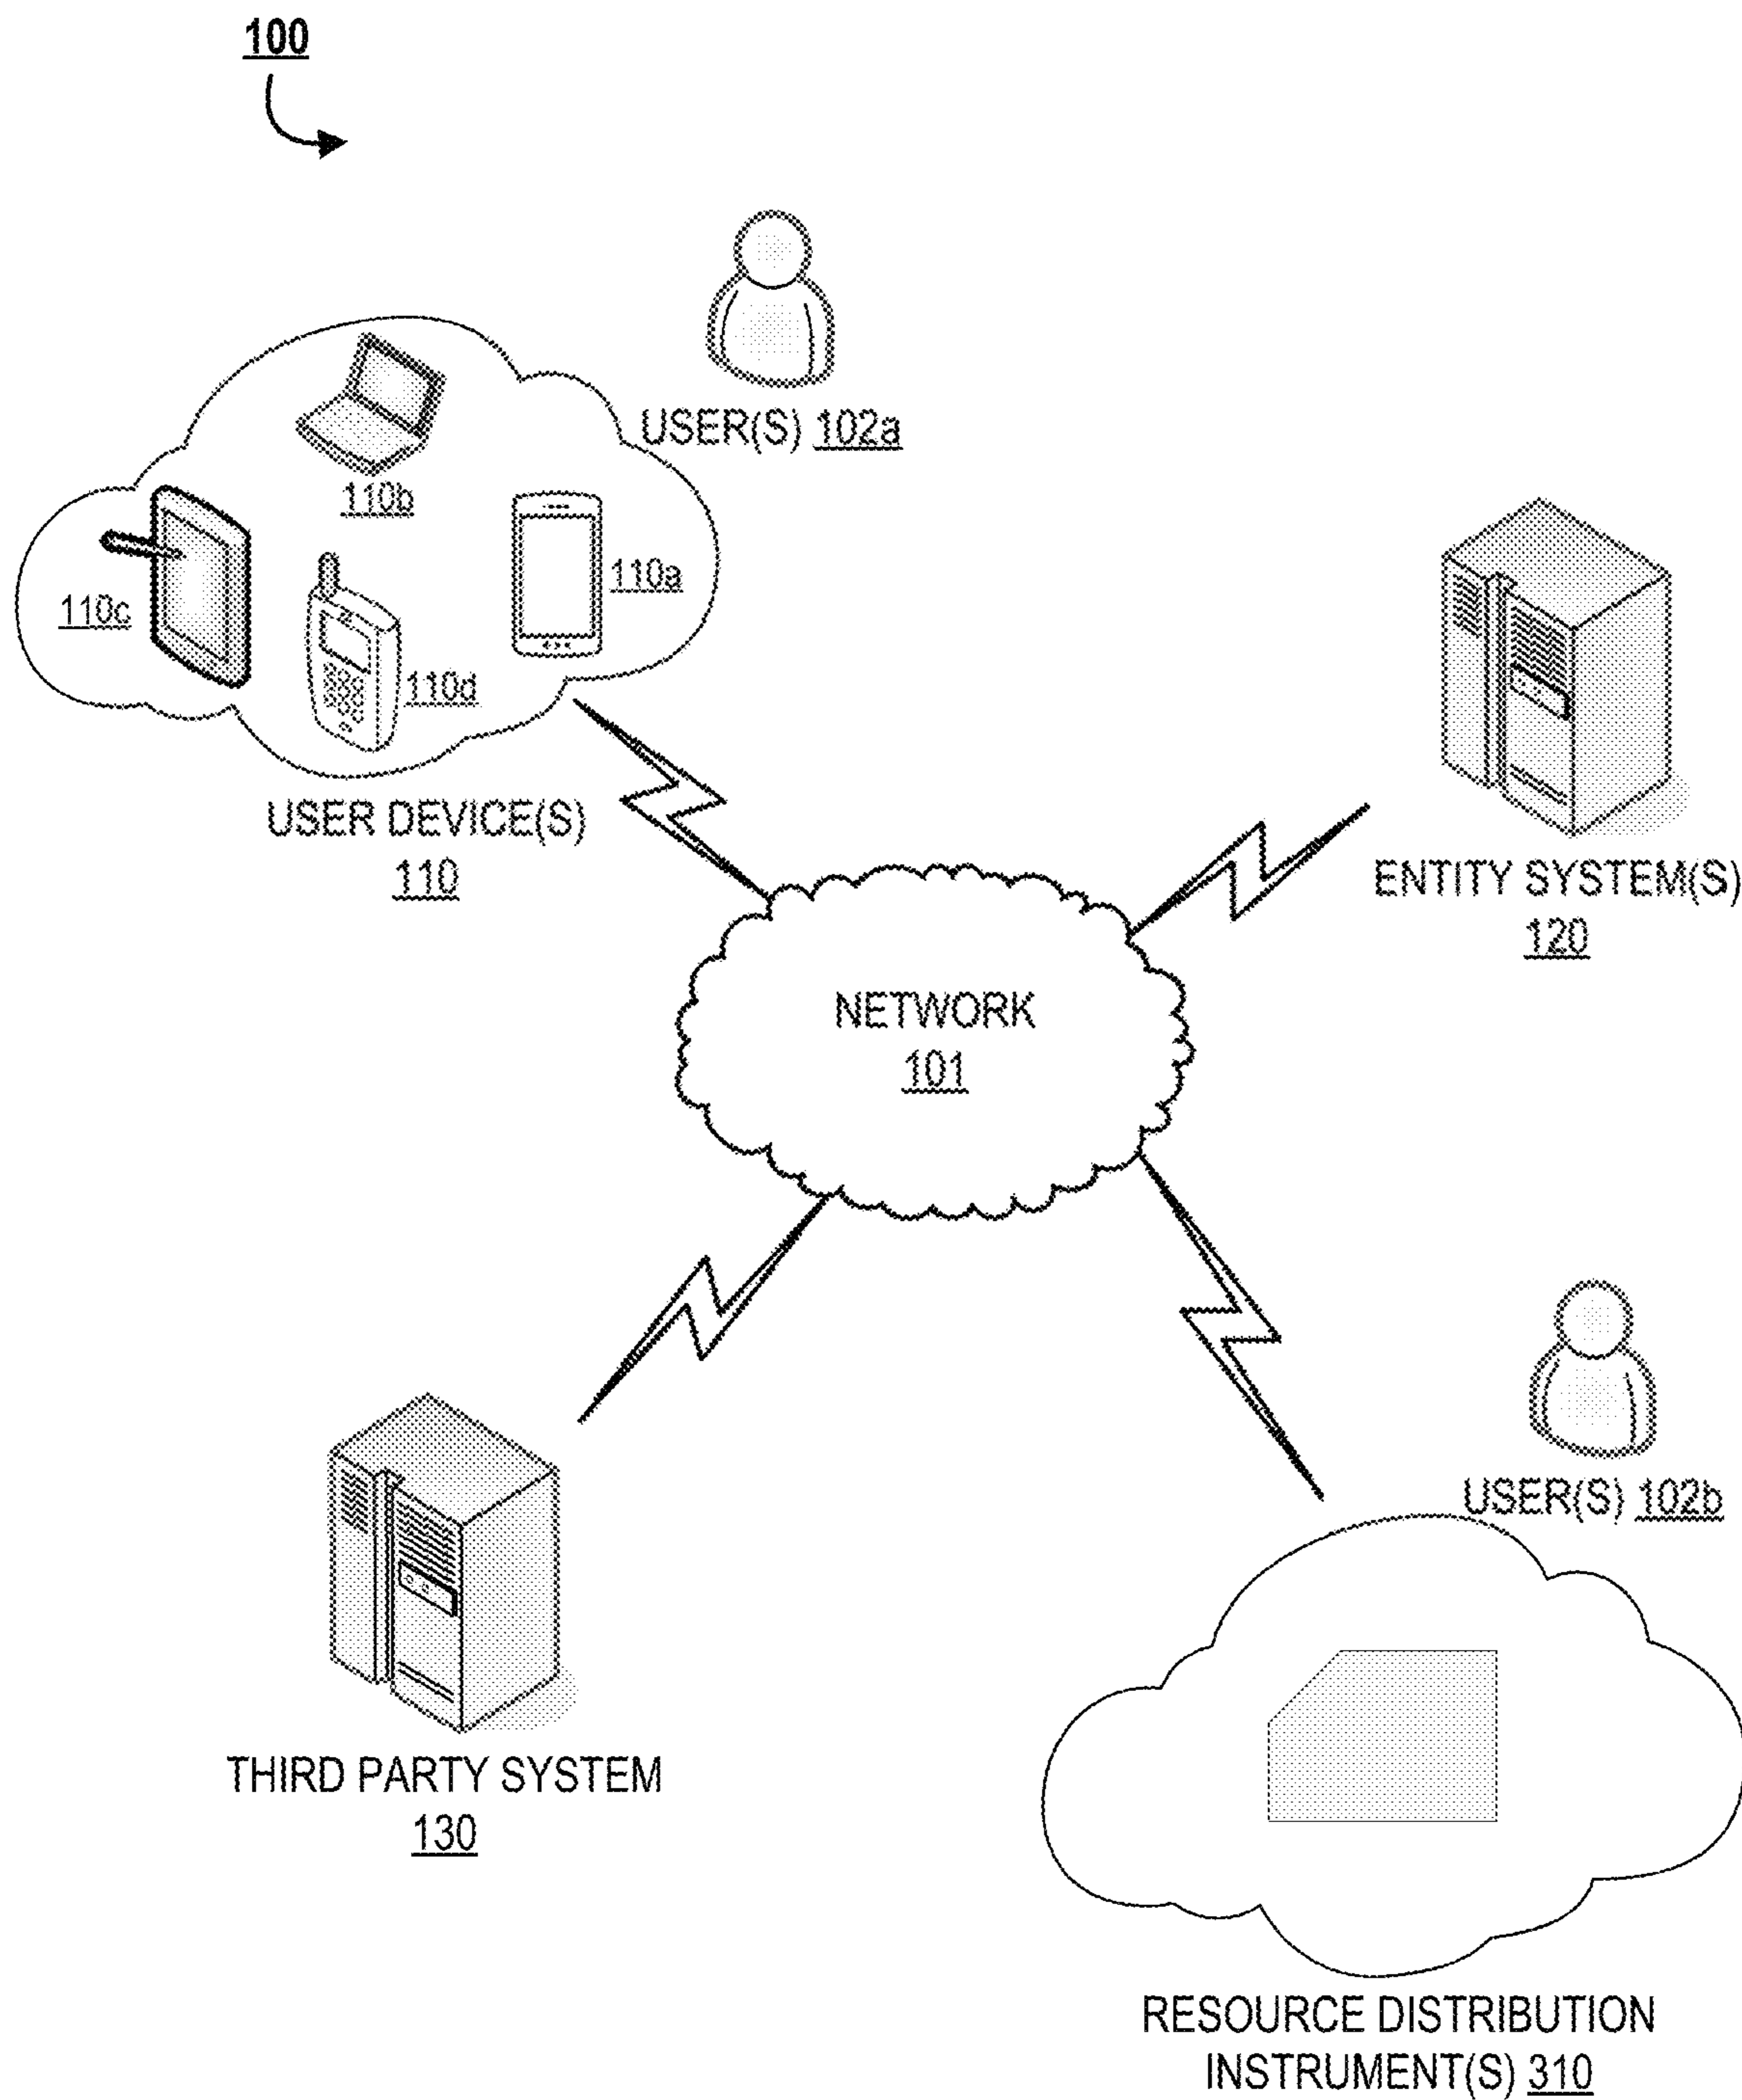 100
USER(S) 102a
110b
110a
110c
110d
USER DEVICE(S)
110
ENTITY SYSTEM(S)
120
NETWORK
101
USER(S) 102b
THIRD PARTY SYSTEM
130
RESOURCE DISTRIBUTION
INSTRUMENT(S) 310